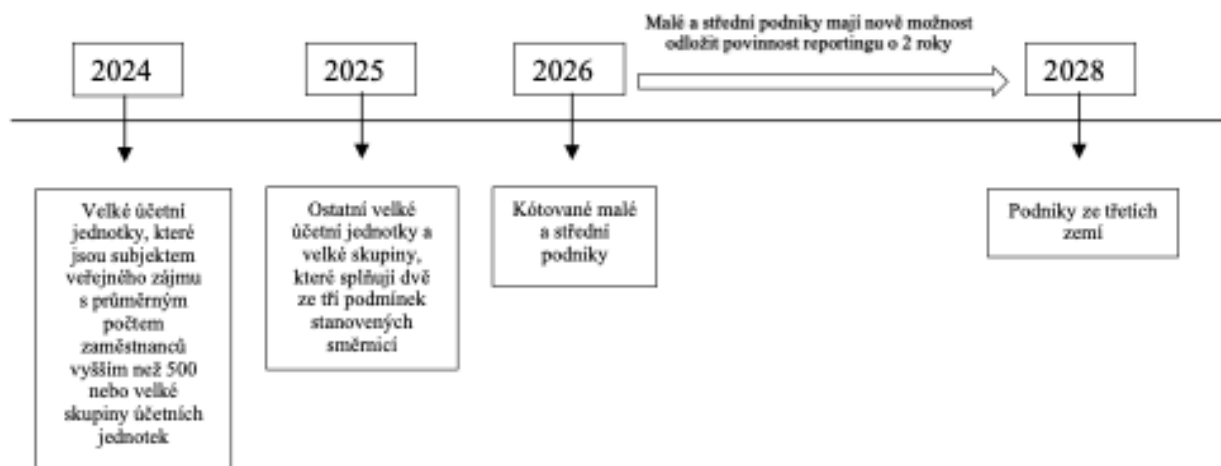 Malé a střední podniky mají nově možnost
odložit povinnost reportingu o 2 roky
2024
2025
2026
2028
Velké účetní
jednotky, které
jsou subjektem
veřejného zájmu
s průměrným
počtem
zaměstnanců
vyšším než 500
nebo velké
skupiny účetních
jednotek
Ostatní velké
účetní jednotky a
velké skupiny,
které splňují dvě
ze tří podmínek
stanovených
směrnicí
Kótované malé
a střední
podniky
Podniky ze třetích
zemí